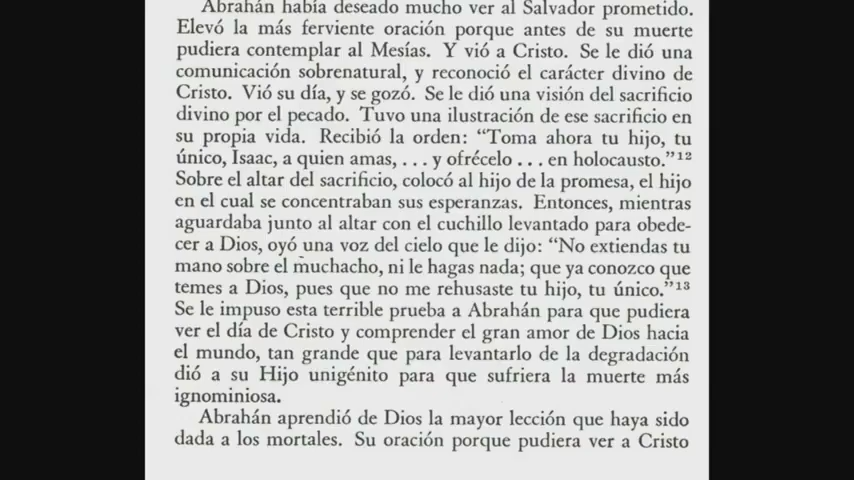 Abrahán había deseado mucho ver al Salvador prometido.
Elevó la más ferviente oración porque antes de su muerte
pudiera contemplar al Mesías. Y vió a Cristo. Se le dió una
comunicación sobrenatural, y reconoció el carácter divino de
Cristo. Vió su día, y se gozó. Se le dió una visión del sacrificio
divino por el pecado. Tuvo una ilustración de ese sacrificio en
su propia vida. Recibió la orden: “Toma ahora tu hijo, tu
único, Isaac, a quien amas, . . . y ofrécelo . . . en holocausto.”¹²
Sobre el altar del sacrificio, colocó al hijo de la promesa, el hijo
en el cual se concentraban sus esperanzas. Entonces, mientras
aguardaba junto al altar con el cuchillo levantado para obede-
cer a Dios, oyó una voz del cielo que le dijo: “No extiendas tu
mano sobre el muchacho, ni le hagas nada; que ya conozco que
temes a Dios, pues que no me rehusaste tu hijo, tu único.”¹³
Se le impuso esta terrible prueba a Abrahán para que pudiera
ver el día de Cristo y comprender el gran amor de Dios hacia
el mundo, tan grande que para levantarlo de la degradación
dió a su Hijo unigénito para que sufriera la muerte más
ignominiosa.
Abrahán aprendió de Dios la mayor lección que haya sido
dada a los mortales. Su oración porque pudiera ver a Cristo